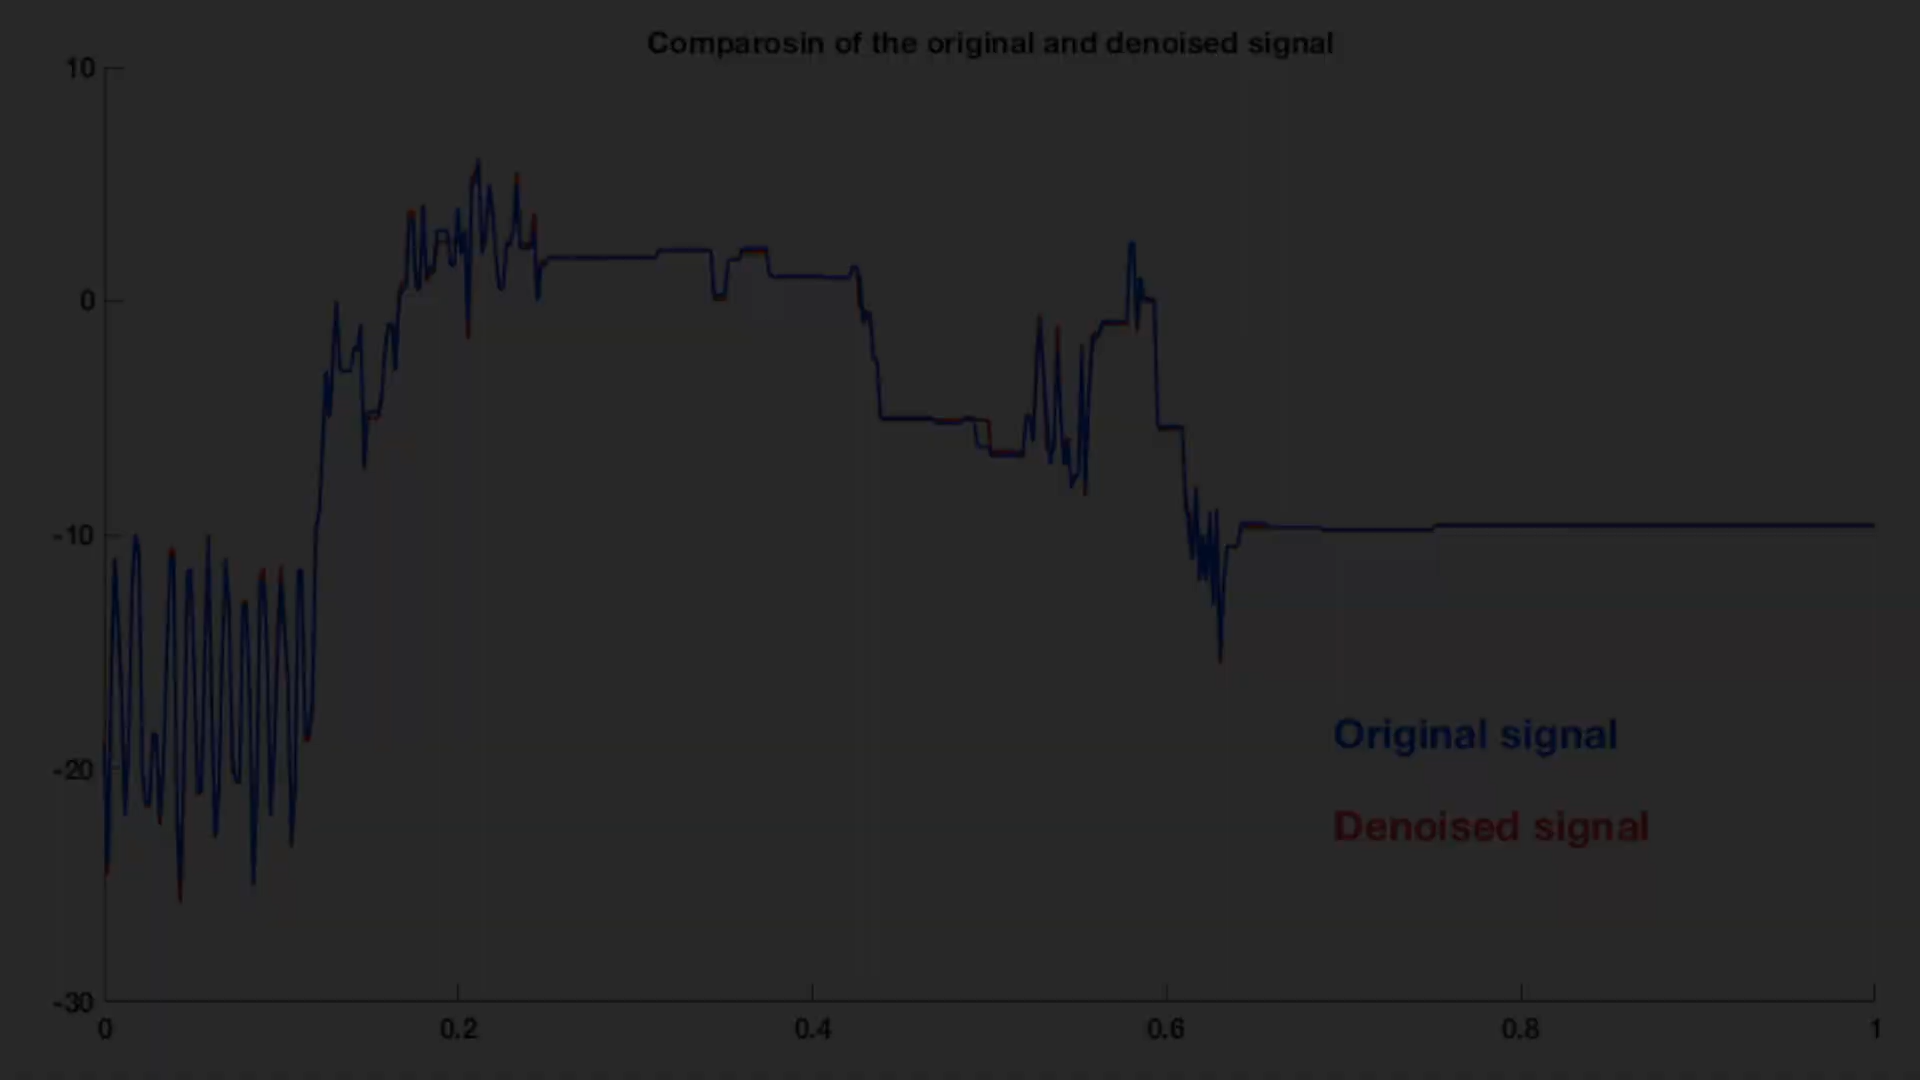 Comparosin of the original and denoised signal
10
0
-10
-20
-30
0 0.2 0.4 0.6 0.8 1
Original signal
Denoised signal